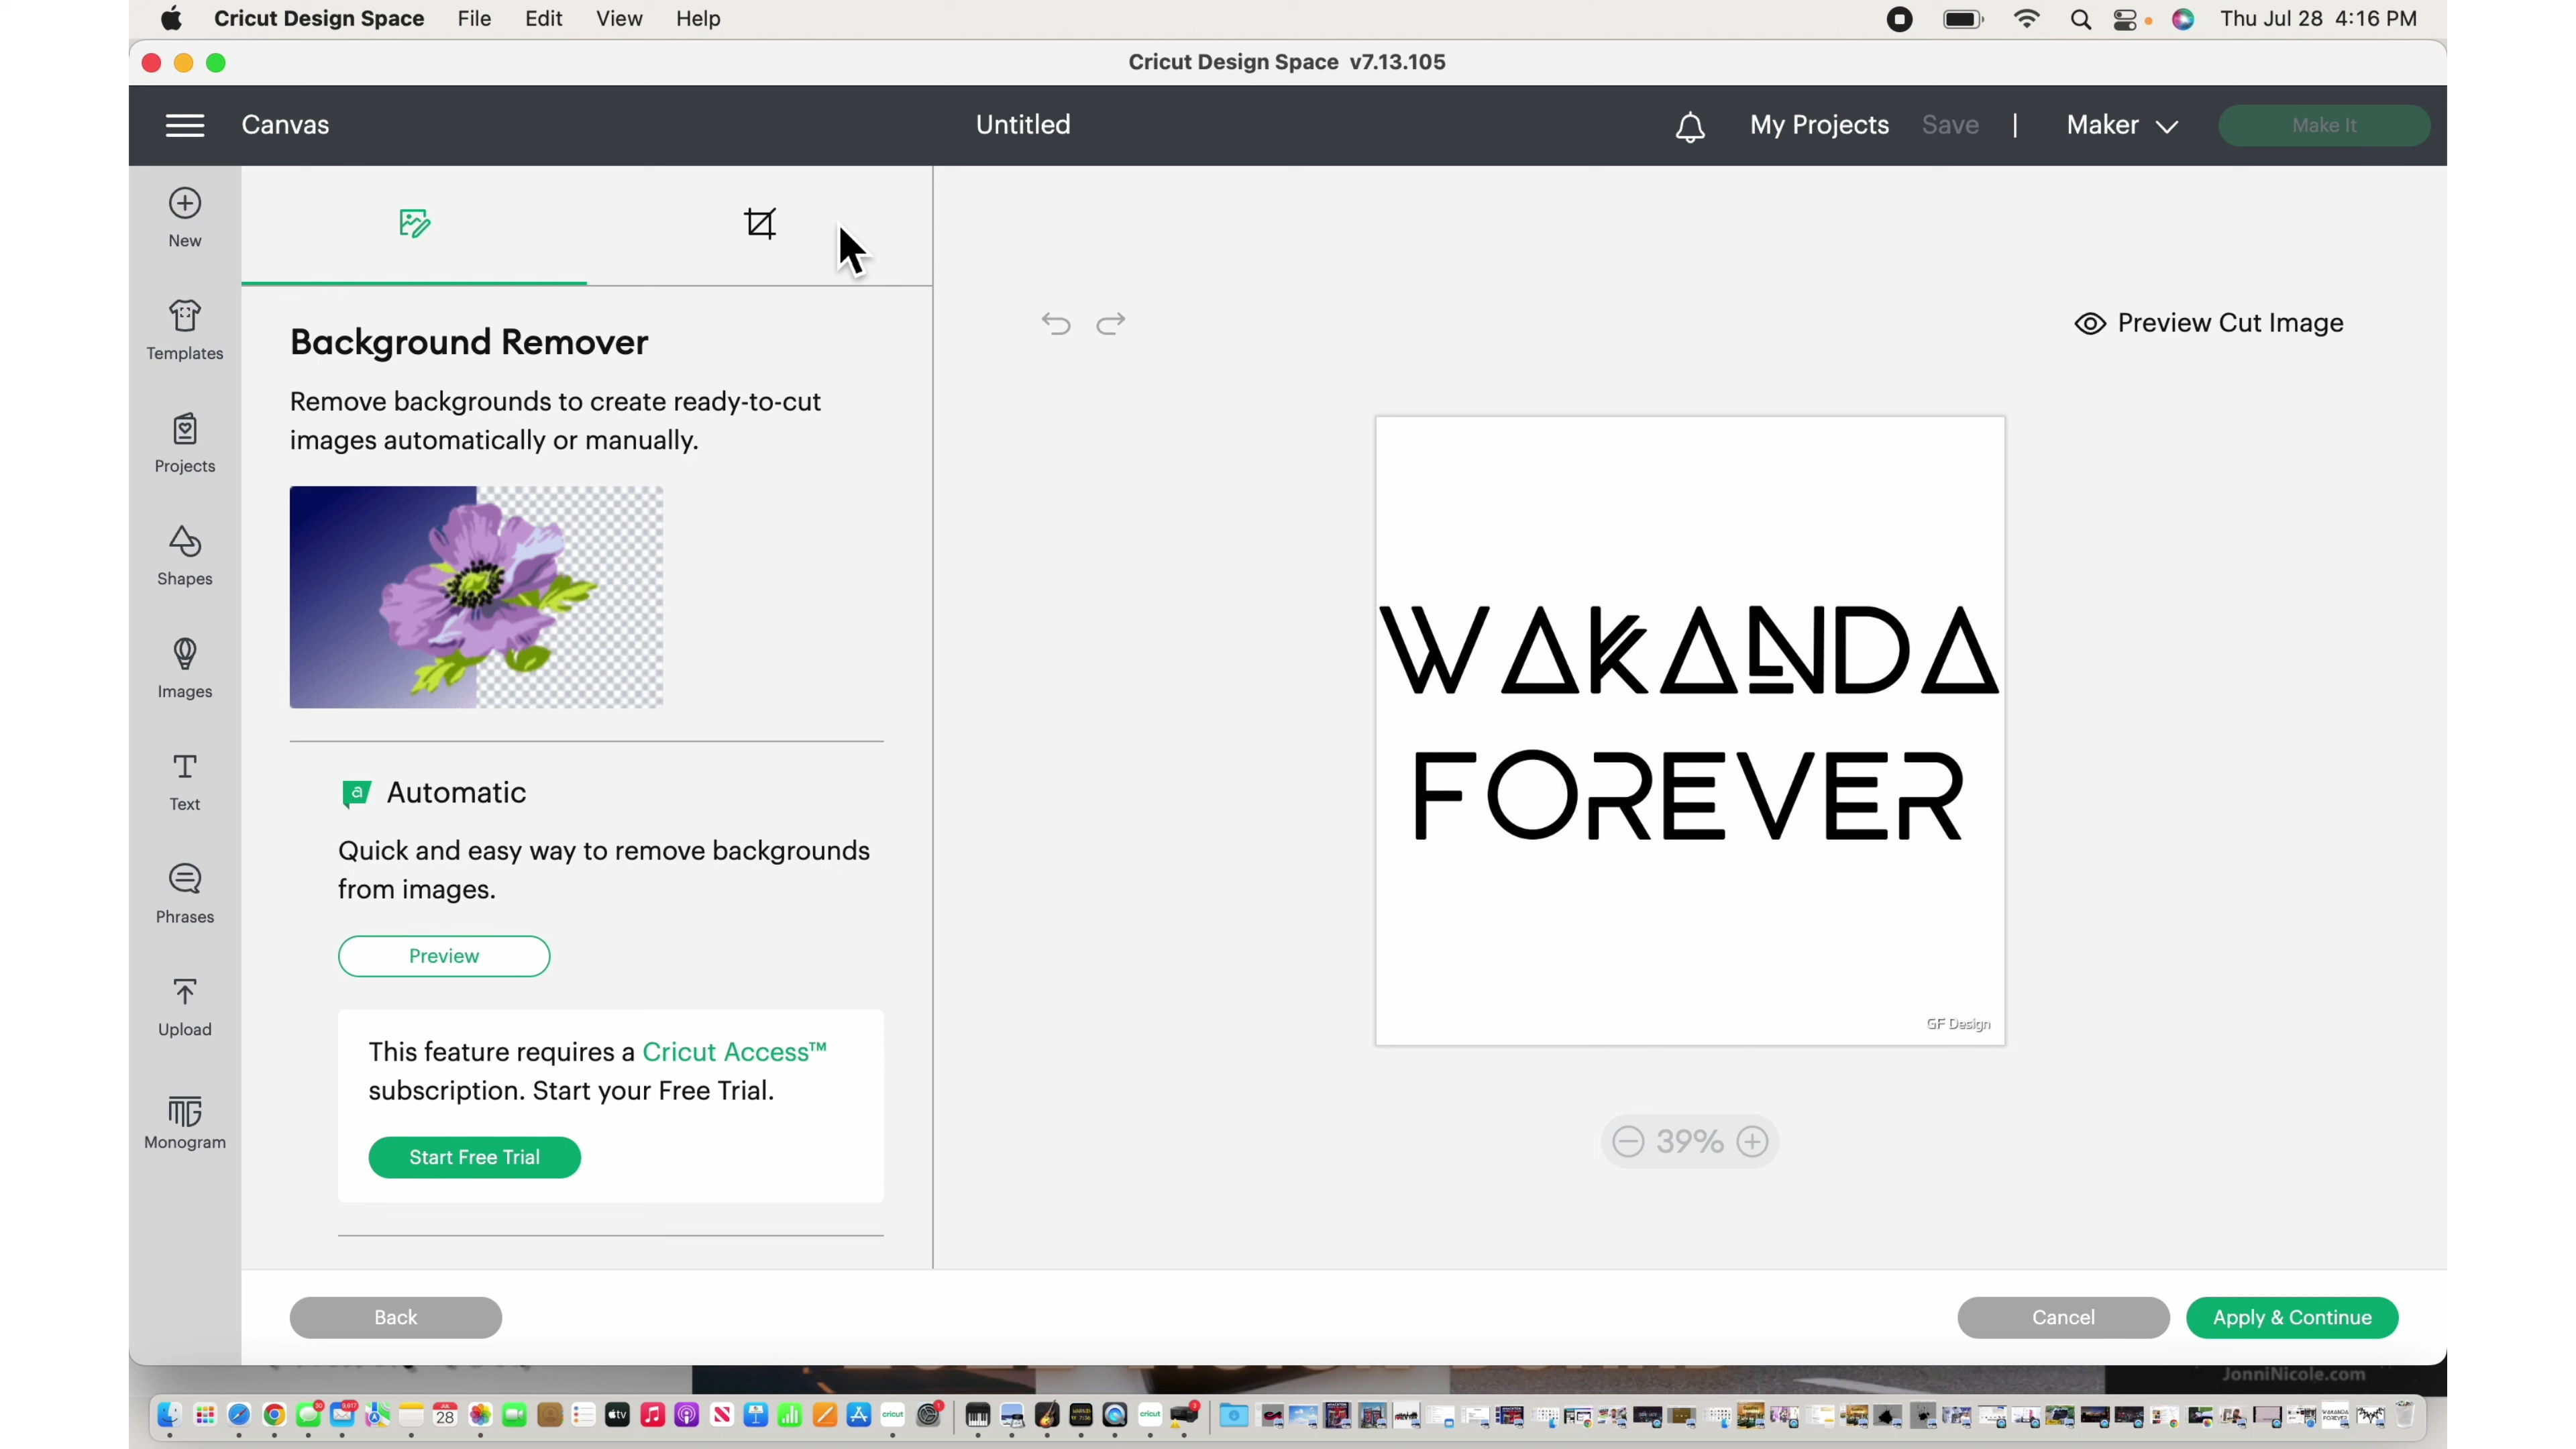 Cricut Design Space File Edit View Help Thu Jul 28 4:16 PM
Cricut Design Space v7.13.105
Canvas Untitled My Projects Save | Maker Make It
New
Templates
Projects
Shapes
Images
Text
Phrases
Upload
Monogram
Background Remover
Remove backgrounds to create ready-to-cut
images automatically or manually.
a Automatic
Quick and easy way to remove backgrounds
from images.
Preview
This feature requires a Cricut Access™
subscription. Start your Free Trial.
Start Free Trial
Preview Cut Image
WAKANDA
FOREVER
GF Design
39%
Back Cancel Apply & Continue
JonniNicole.com